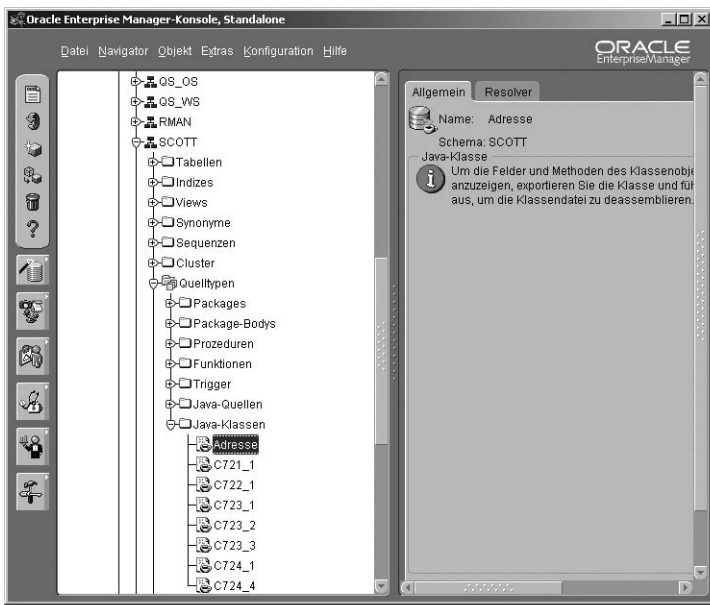 Oracle Enterprise Manager-Konsole, Standalone
Datei Navigator Objekt Extras Konfiguration Hilfe
ORACLE
EnterpriseManager
QS_OS
QS_WS
RMAN
SCOTT
Tabellen
Indizes
Views
Synonyme
Sequenzen
Cluster
Quelltypen
Packages
Package-Bodys
Prozeduren
Funktionen
Trigger
Java-Quellen
Java-Klassen
Adresse
C721_1
C722_1
C723_1
C723_2
C723_3
C724_1
C724_4
Allgemein Resolver
Name: Adresse
Schema: SCOTT
Java-Klasse
Um die Felder und Methoden des Klassenobje
anzuzeigen, exportieren Sie die Klasse und füh
aus, um die Klassendatei zu deassemblieren.